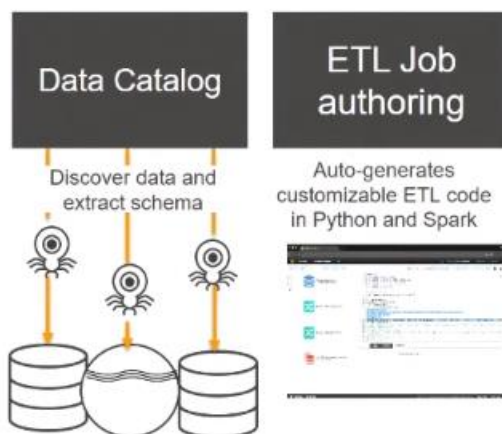 Data Catalog
Discover data and
extract schema
ETL Job
authoring
Auto-generates
customizable ETL code
in Python and Spark